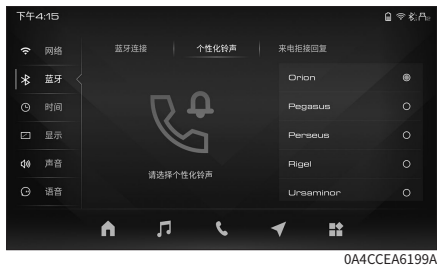 下午4:15
网络
蓝牙
时间
显示
声音
语音
蓝牙连接
个性化铃声
来电拒接回复
请选择个性化铃声
Orion
Pegasus
Perseus
Rigel
Ursaminor
0A4CCEA6199A